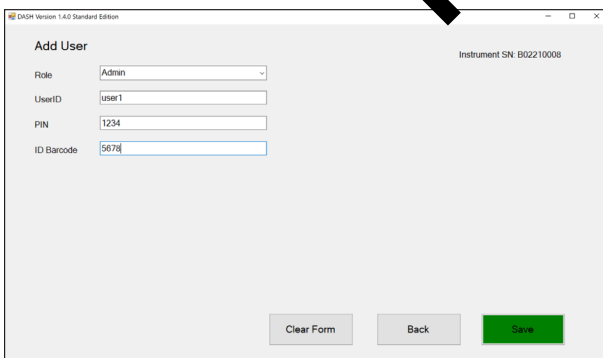 DASH Version 1.4.0 Standard Edition
Add User
Instrument SN: B02210008
Role Admin
UserID user1
PIN 1234
ID Barcode 5678
Clear Form Back Save